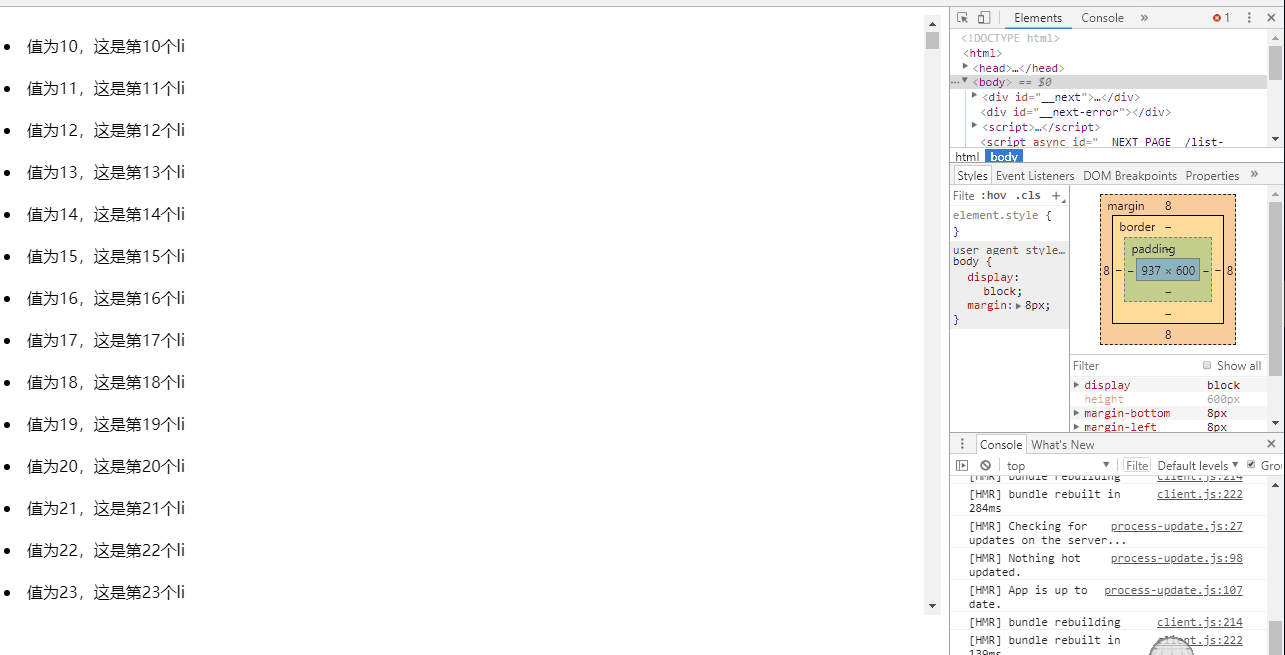 值为10，这是第10个li
值为11，这是第11个li
值为12，这是第12个li
值为13，这是第13个li
值为14，这是第14个li
值为15，这是第15个li
值为16，这是第16个li
值为17，这是第17个li
值为18，这是第18个li
值为19，这是第19个li
值为20，这是第20个li
值为21，这是第21个li
值为22，这是第22个li
值为23，这是第23个li
Elements Console » 1
<!DOCTYPE html>
<html>
<head>…</head>
<body> == $0
<div id="__next">…</div>
<div id="__next-error"></div>
<script>…</script>
<script async id="__NEXT_PAGE__/list-
html body
Styles Event Listeners DOM Breakpoints Properties »
Filte :hov .cls +
element.style {
}
user agent style…
body {
display:
block;
margin: 8px;
}
margin 8
border –
padding –
8 – – 937 × 600 – – 8
–
–
8
Filter Show all
display block
height 600px
margin-bottom 8px
margin-left 8px
Console What's New
top Filte Default levels Grou
[HMR] bundle rebuilding client.js:214
[HMR] bundle rebuilt in client.js:222
284ms
[HMR] Checking for process-update.js:27
updates on the server...
[HMR] Nothing hot process-update.js:98
updated.
[HMR] App is up to process-update.js:107
date.
[HMR] bundle rebuilding client.js:214
[HMR] bundle rebuilt in client.js:222
139ms